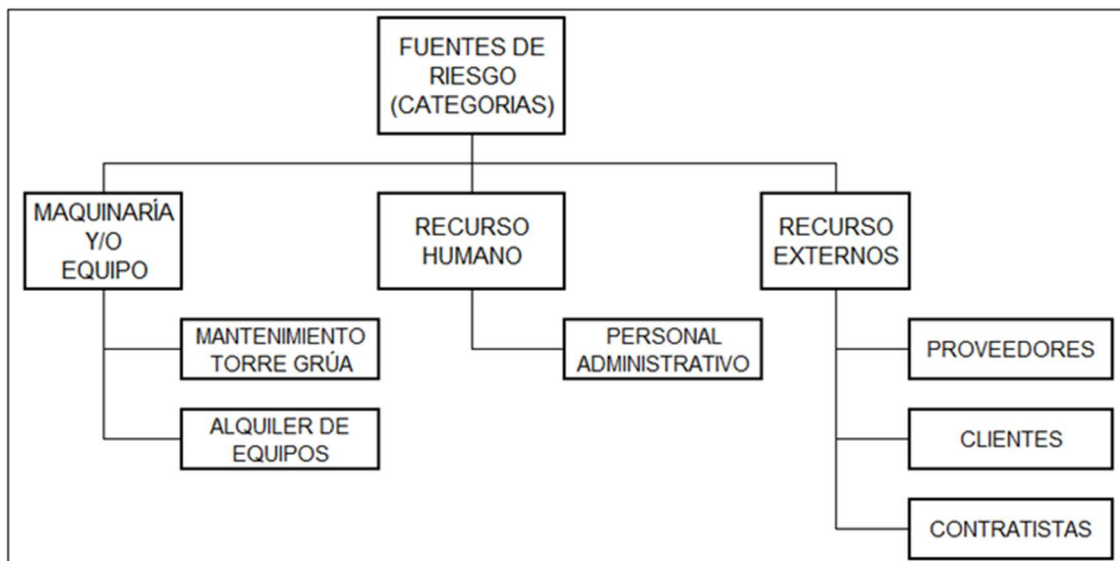 FUENTES DE
RIESGO
(CATEGORIAS)
MAQUINARÍA
Y/O
EQUIPO
RECURSO
HUMANO
RECURSO
EXTERNOS
MANTENIMIENTO
TORRE GRÚA
ALQUILER DE
EQUIPOS
PERSONAL
ADMINISTRATIVO
PROVEEDORES
CLIENTES
CONTRATISTAS